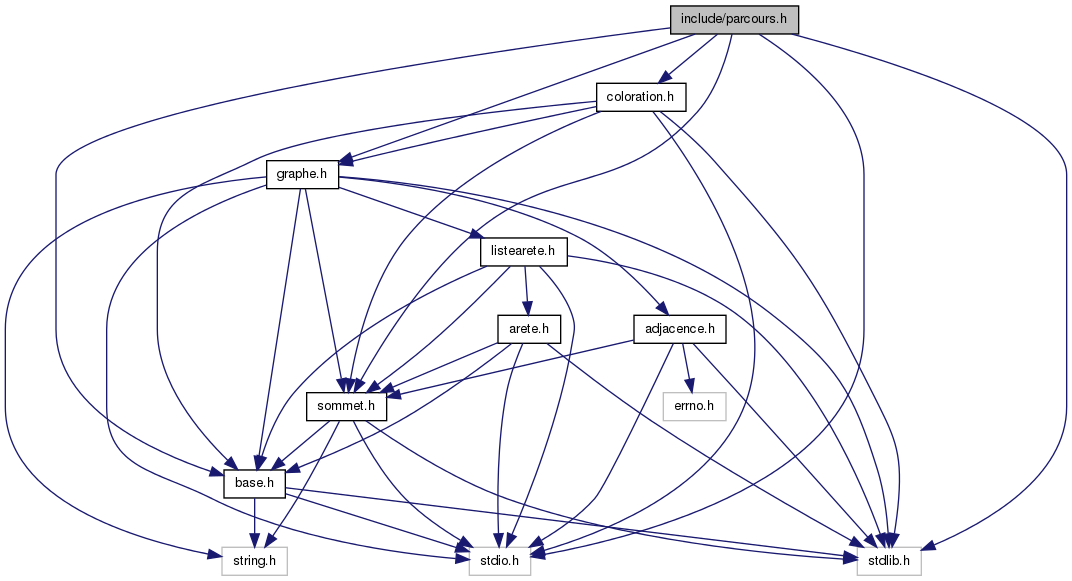 include/parcours.h
coloration.h
graphe.h
listearete.h
arete.h
adjacence.h
sommet.h
errno.h
base.h
string.h
stdio.h
stdlib.h